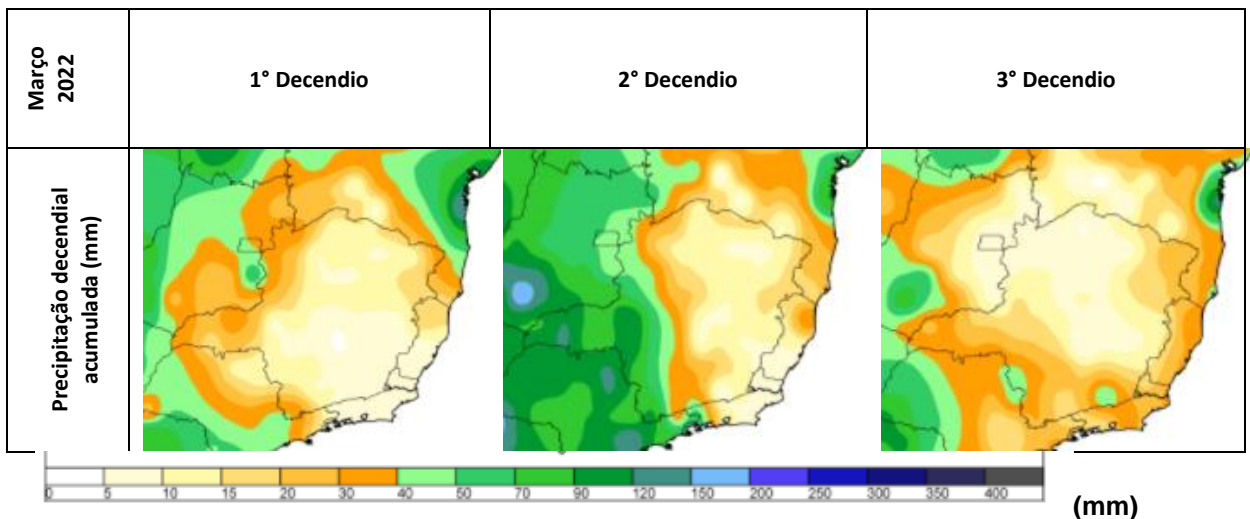 Março
2022
1° Decendio
2° Decendio
3° Decendio
Precipitação decendial
acumulada (mm)
0 5 10 15 20 30 40 50 70 90 120 150 200 250 300 350 400
(mm)